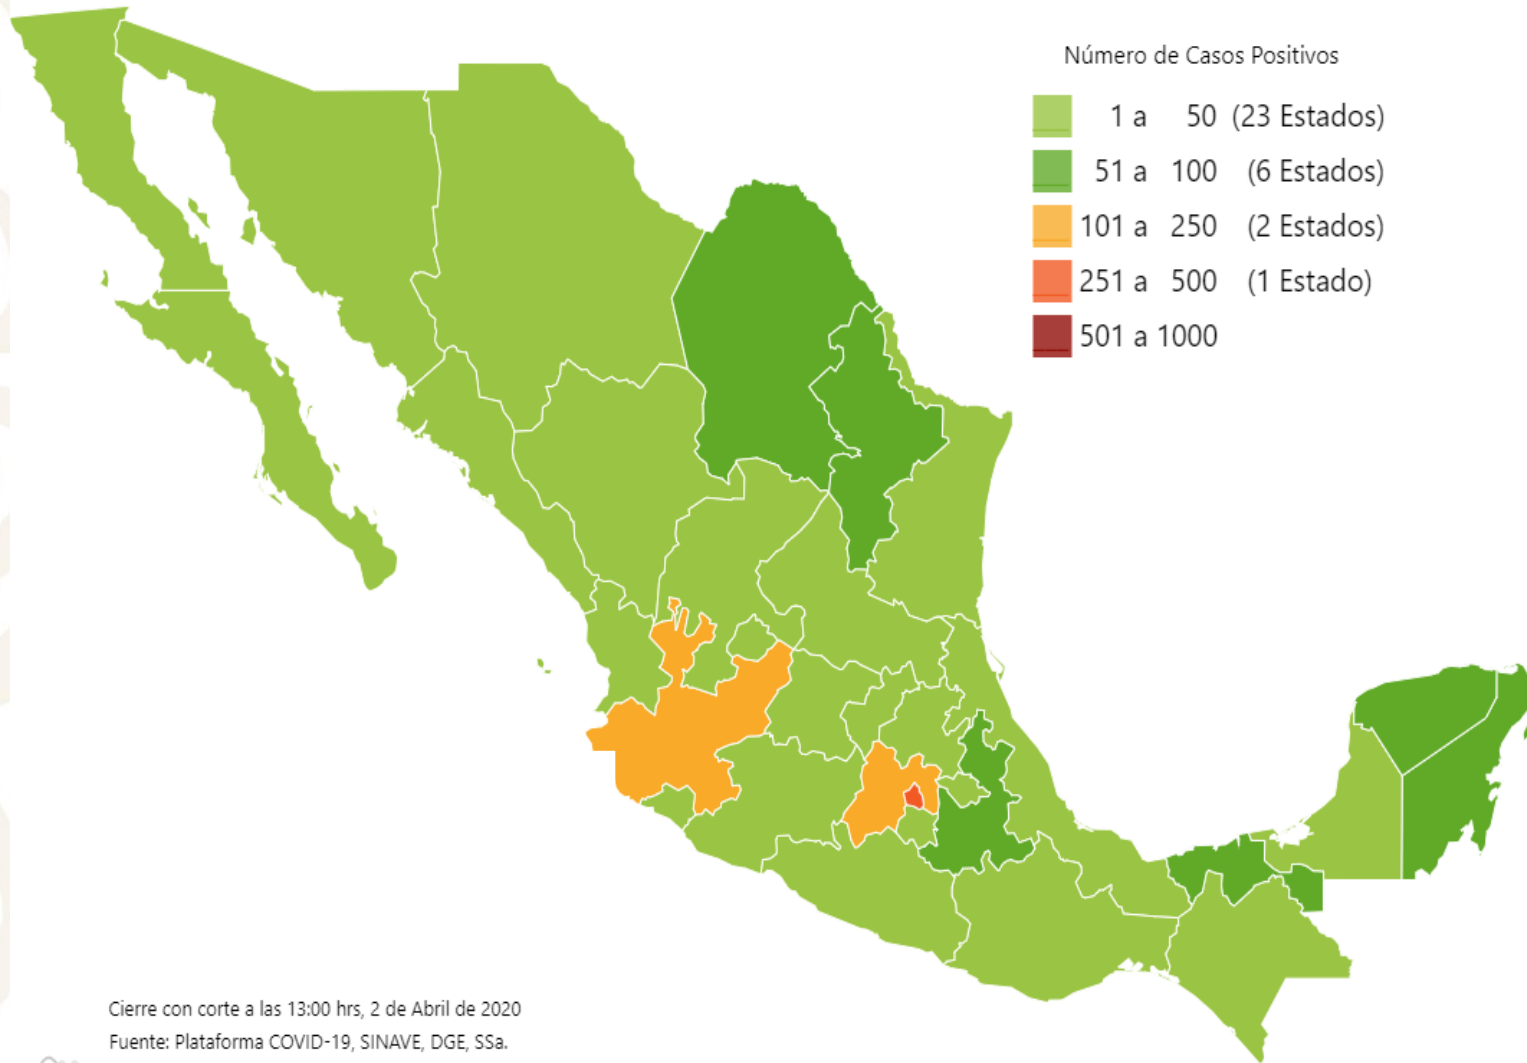 Número de Casos Positivos
1 a 50 (23 Estados)
51 a 100 (6 Estados)
101 a 250 (2 Estados)
251 a 500 (1 Estado)
501 a 1000
Cierre con corte a las 13:00 hrs, 2 de Abril de 2020
Fuente: Plataforma COVID-19, SINAVE, DGE, SSa.